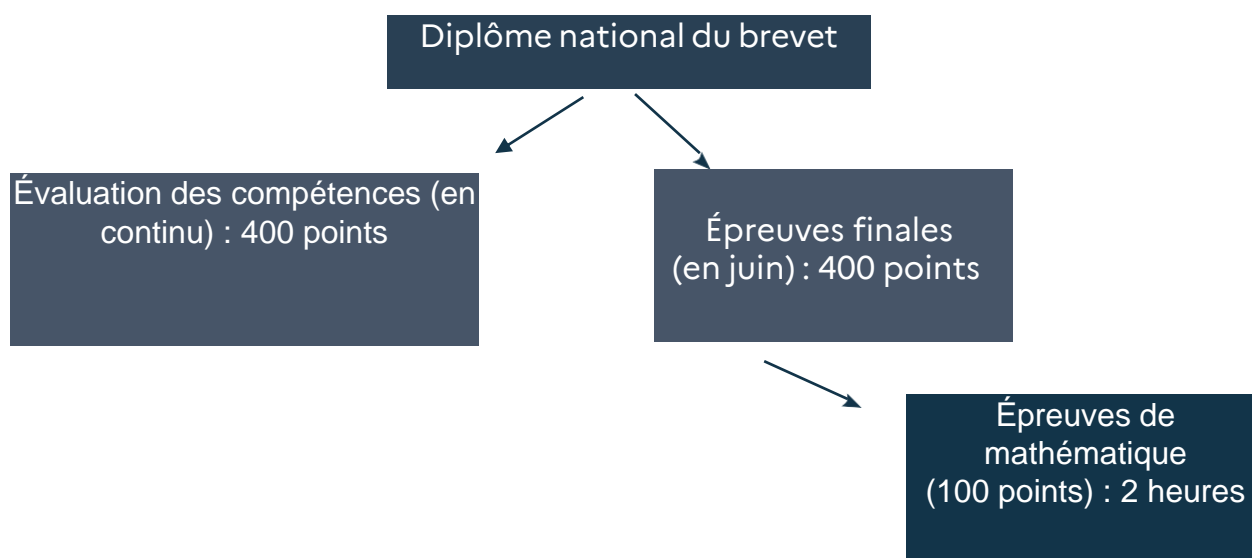 Diplôme national du brevet
Évaluation des compétences (en
continu) : 400 points
Épreuves finales
(en juin) : 400 points
Épreuves de
mathématique
(100 points) : 2 heures